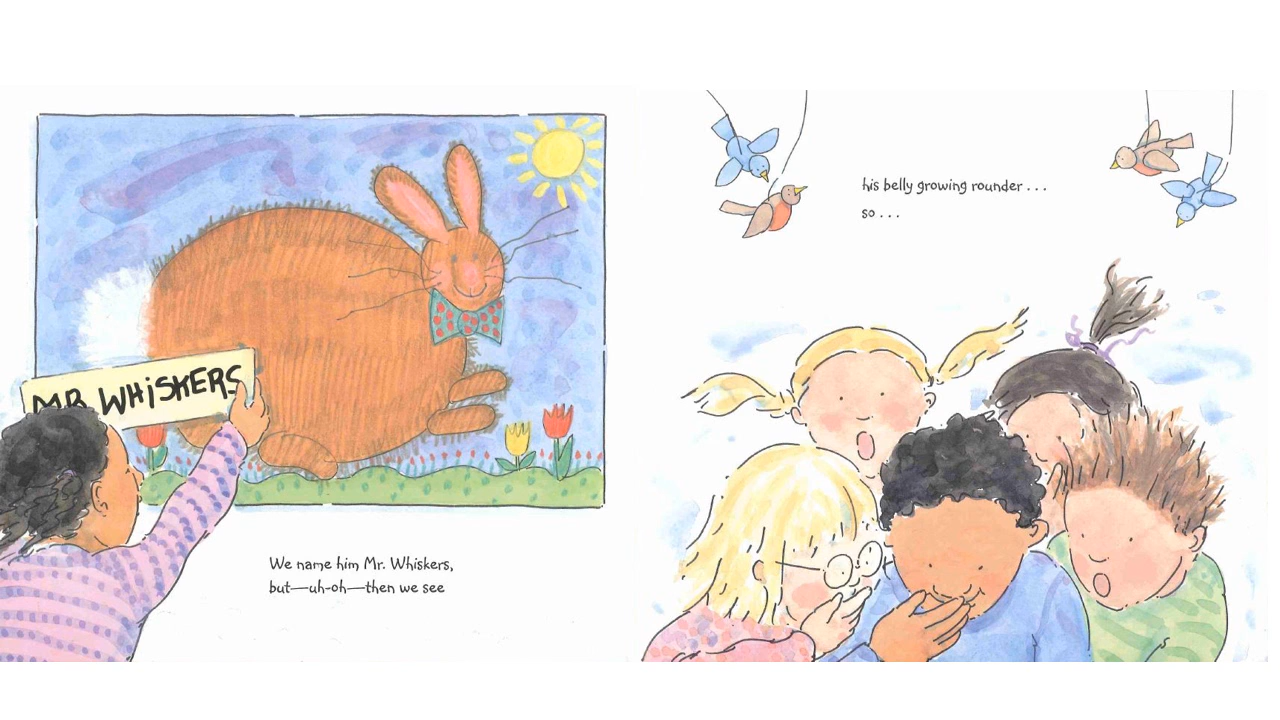 MR WHiSKERS
We name him Mr. Whiskers,
but—uh-oh—then we see
his belly growing rounder . . .
so . . .